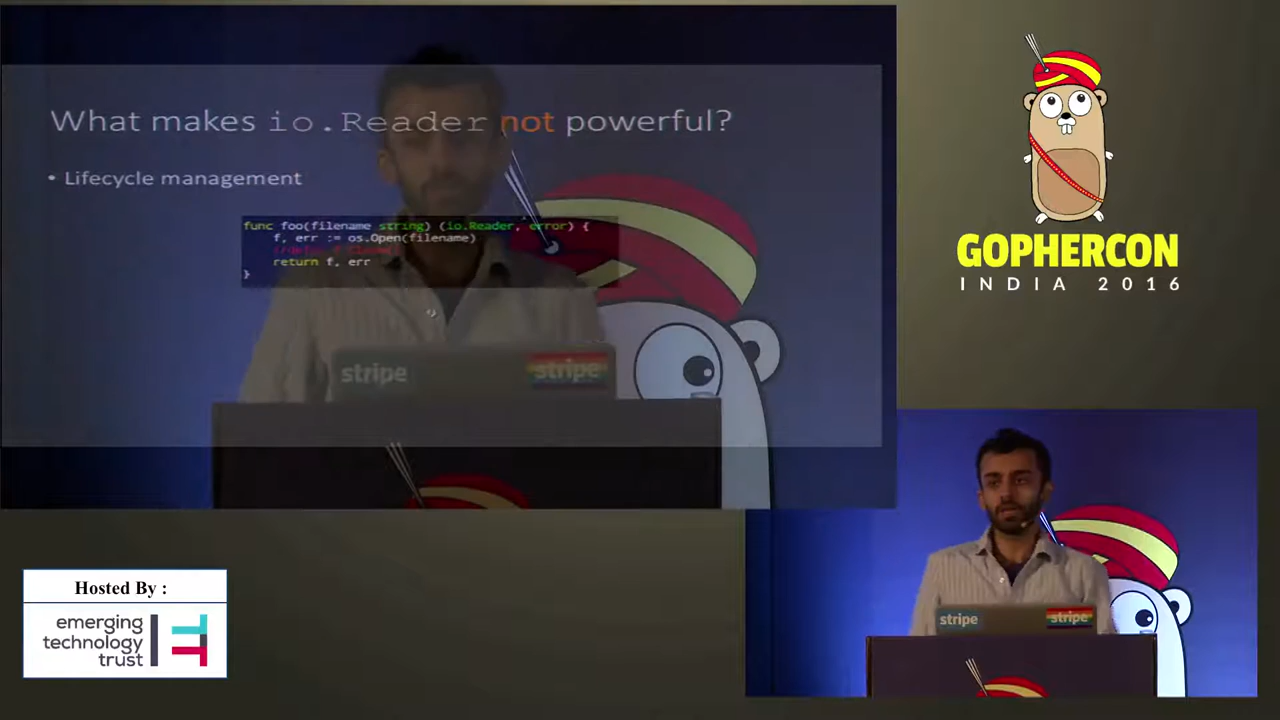 What makes io.Reader not powerful?
• Lifecycle management
func foo(filename string) (io.Reader, error) {
f, err := os.Open(filename)
return f, err
}
stripe
stripe
GOPHERCON
INDIA 2016
stripe
stripe
Hosted By :
emerging
technology
trust